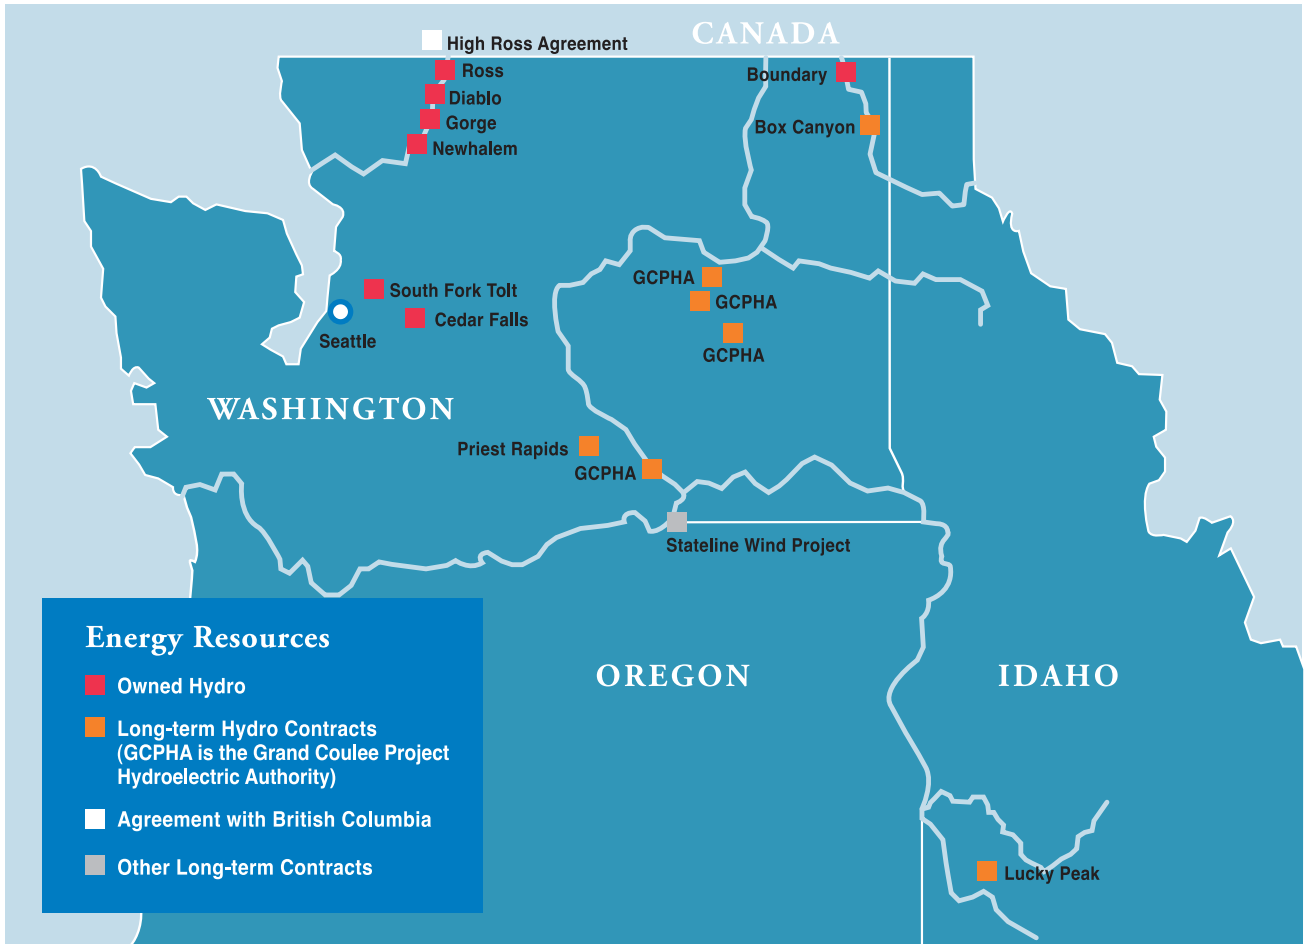 CANADA
High Ross Agreement
Ross
Boundary
Diablo
Gorge
Box Canyon
Newhalem
GCPHA
South Fork Tolt
GCPHA
Cedar Falls
Seattle
GCPHA
WASHINGTON
Priest Rapids
GCPHA
Stateline Wind Project
OREGON
IDAHO
Lucky Peak
Energy Resources
Owned Hydro
Long-term Hydro Contracts
(GCPHA is the Grand Coulee Project
Hydroelectric Authority)
Agreement with British Columbia
Other Long-term Contracts